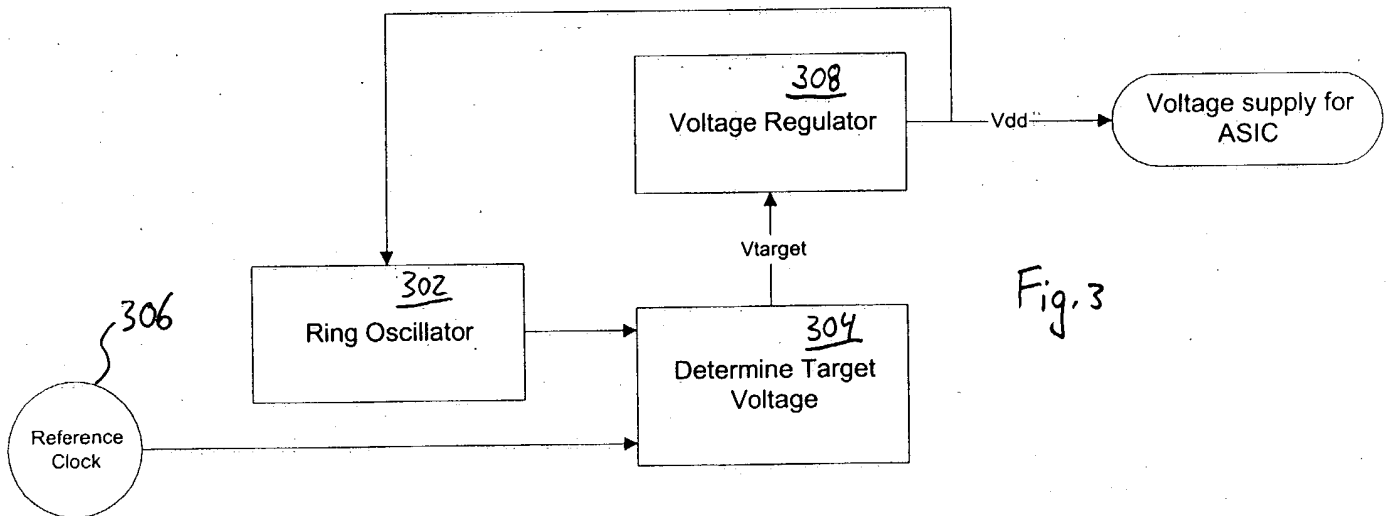 308
Voltage Regulator
Vdd
Voltage supply for
ASIC
Vtarget
302
Ring Oscillator
304
Determine Target
Voltage
Fig. 3
306
Reference
Clock